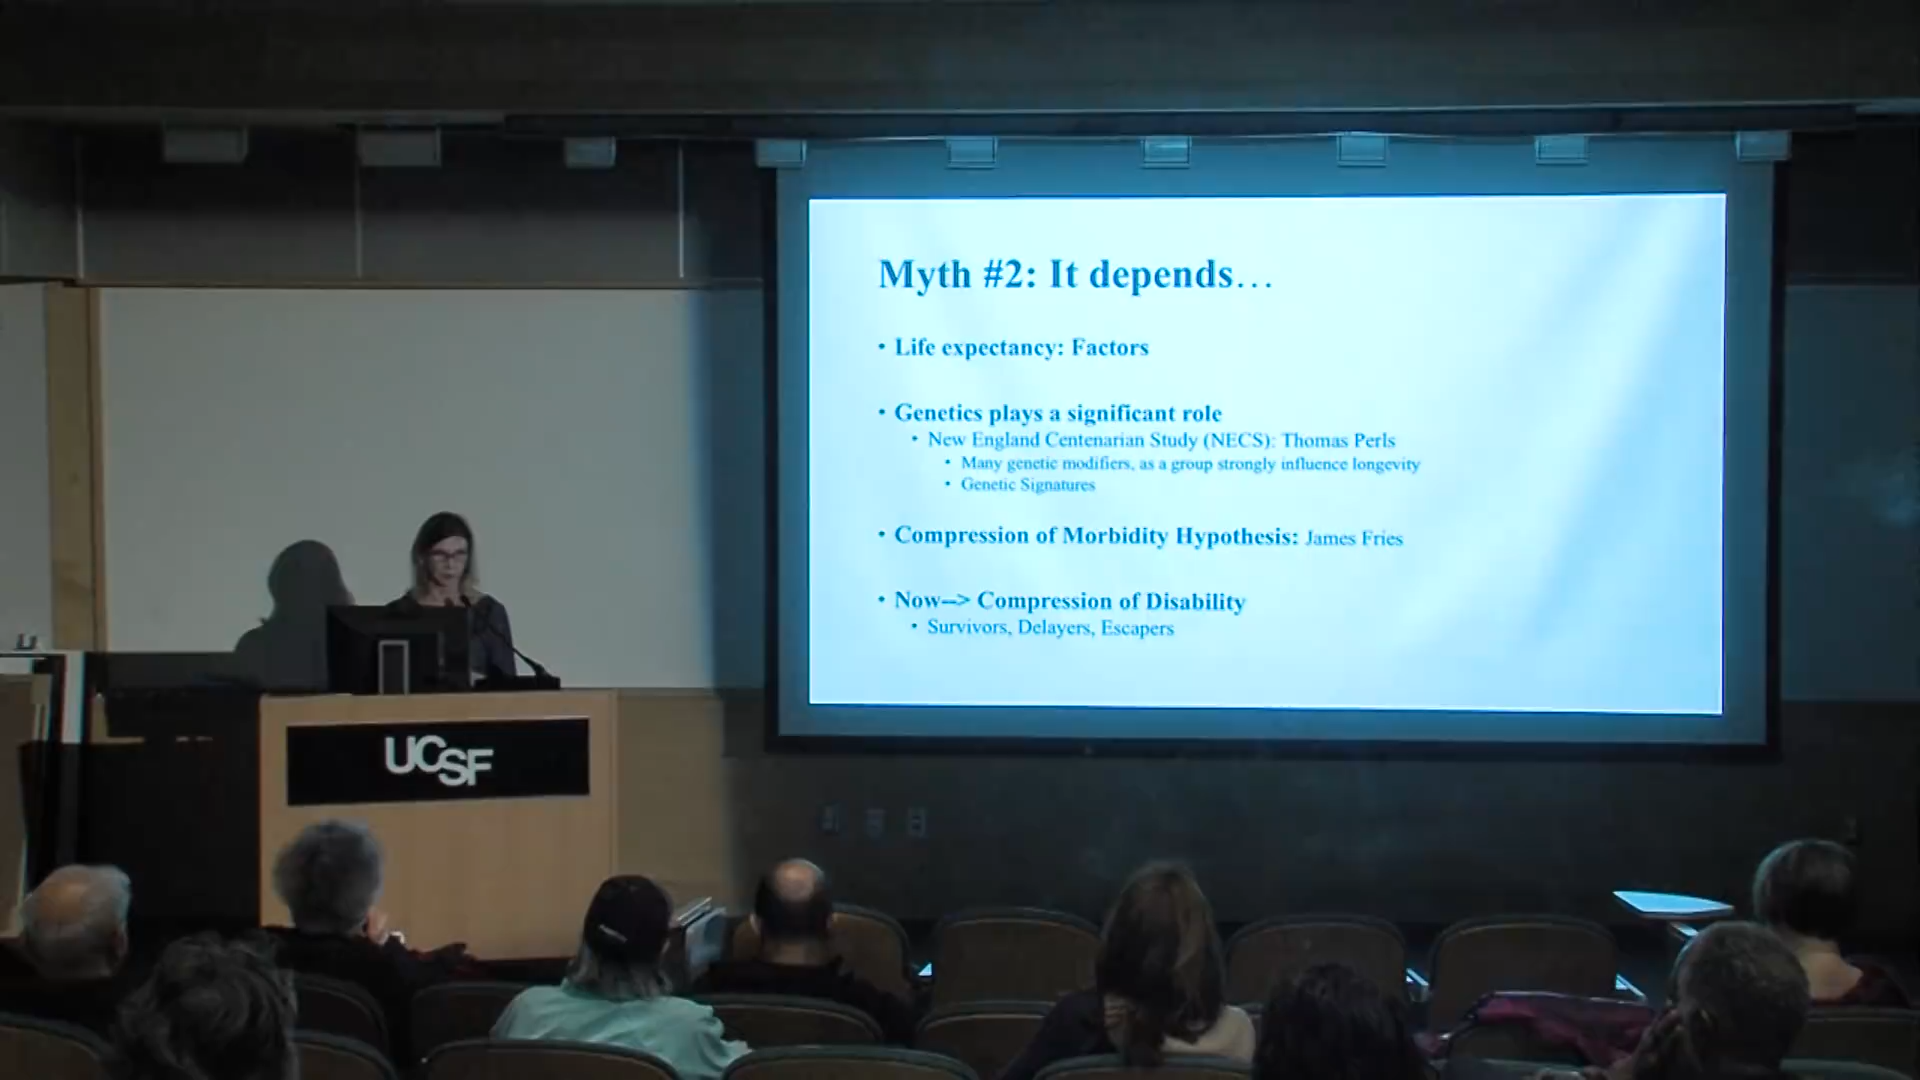 Myth #2: It depends…
• Life expectancy: Factors
• Genetics plays a significant role
• New England Centenarian Study (NECS): Thomas Perls
• Many genetic modifiers, as a group strongly influence longevity
• Genetic Signatures
• Compression of Morbidity Hypothesis: James Fries
• Now--> Compression of Disability
• Survivors, Delayers, Escapers
UCSF